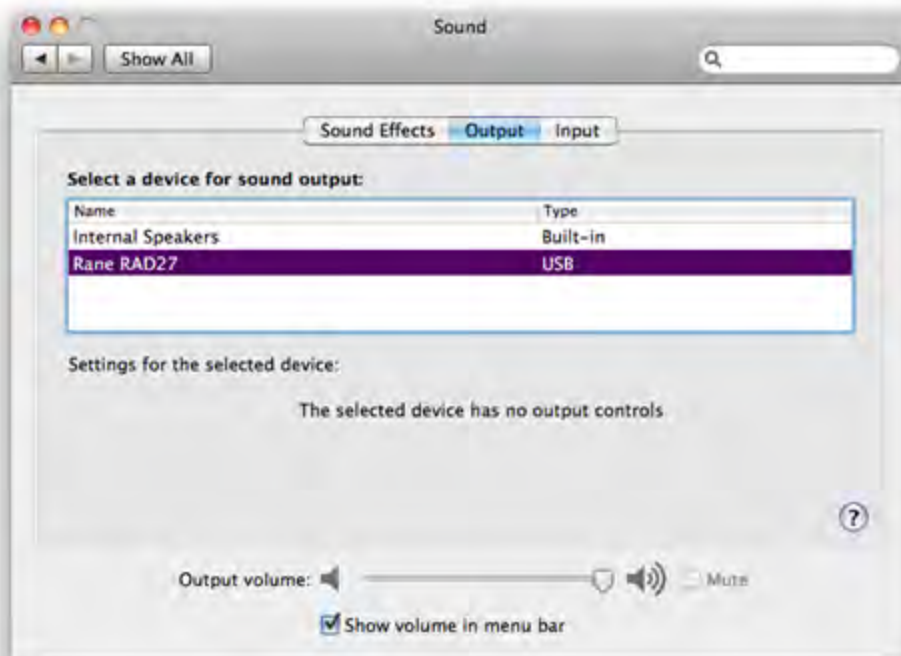 Sound
Show All
Sound Effects Output Input
Select a device for sound output:
Name Type
Internal Speakers Built-in
Rane RAD27 USB
Settings for the selected device:
The selected device has no output controls
?
Output volume: Mute
Show volume in menu bar